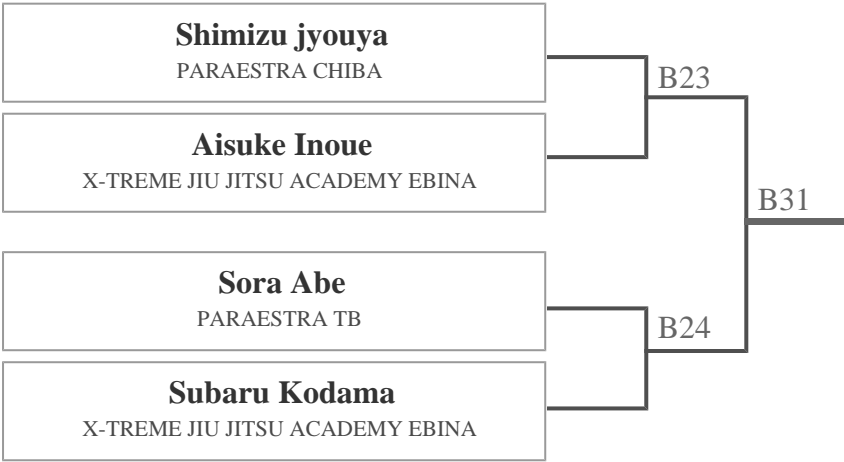 Shimizu jyouya
PARAESTRA CHIBA
B23
Aisuke Inoue
X-TREME JIU JITSU ACADEMY EBINA
B31
Sora Abe
PARAESTRA TB
B24
Subaru Kodama
X-TREME JIU JITSU ACADEMY EBINA